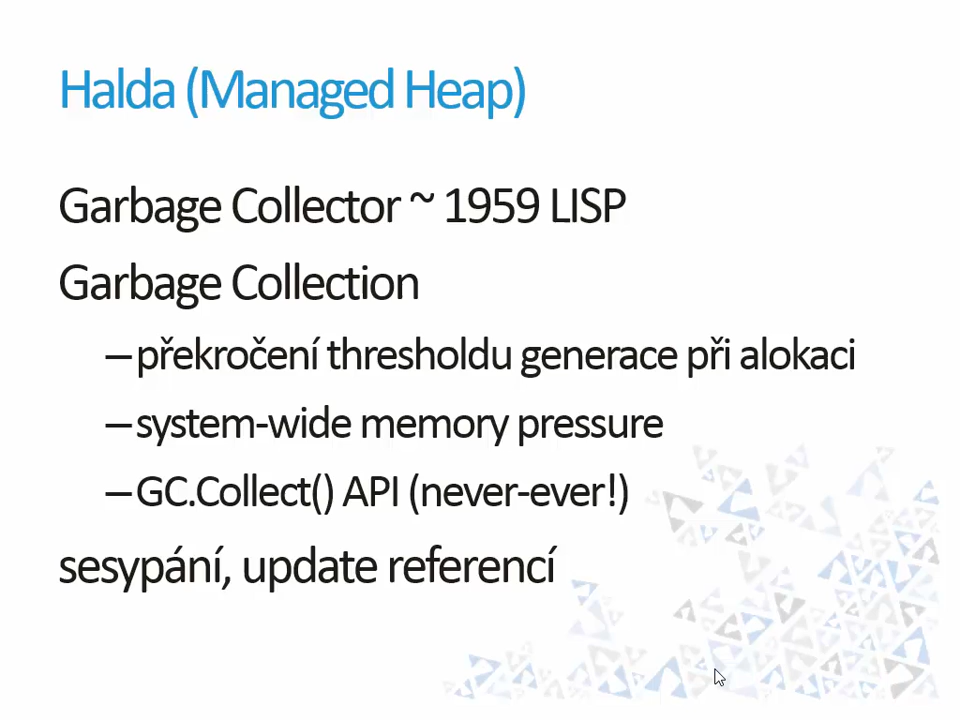 Halda (Managed Heap)
Garbage Collector ~ 1959 LISP
Garbage Collection
–překročení thresholdu generace při alokaci
–system-wide memory pressure
–GC.Collect() API (never-ever!)
sesypání, update referencí